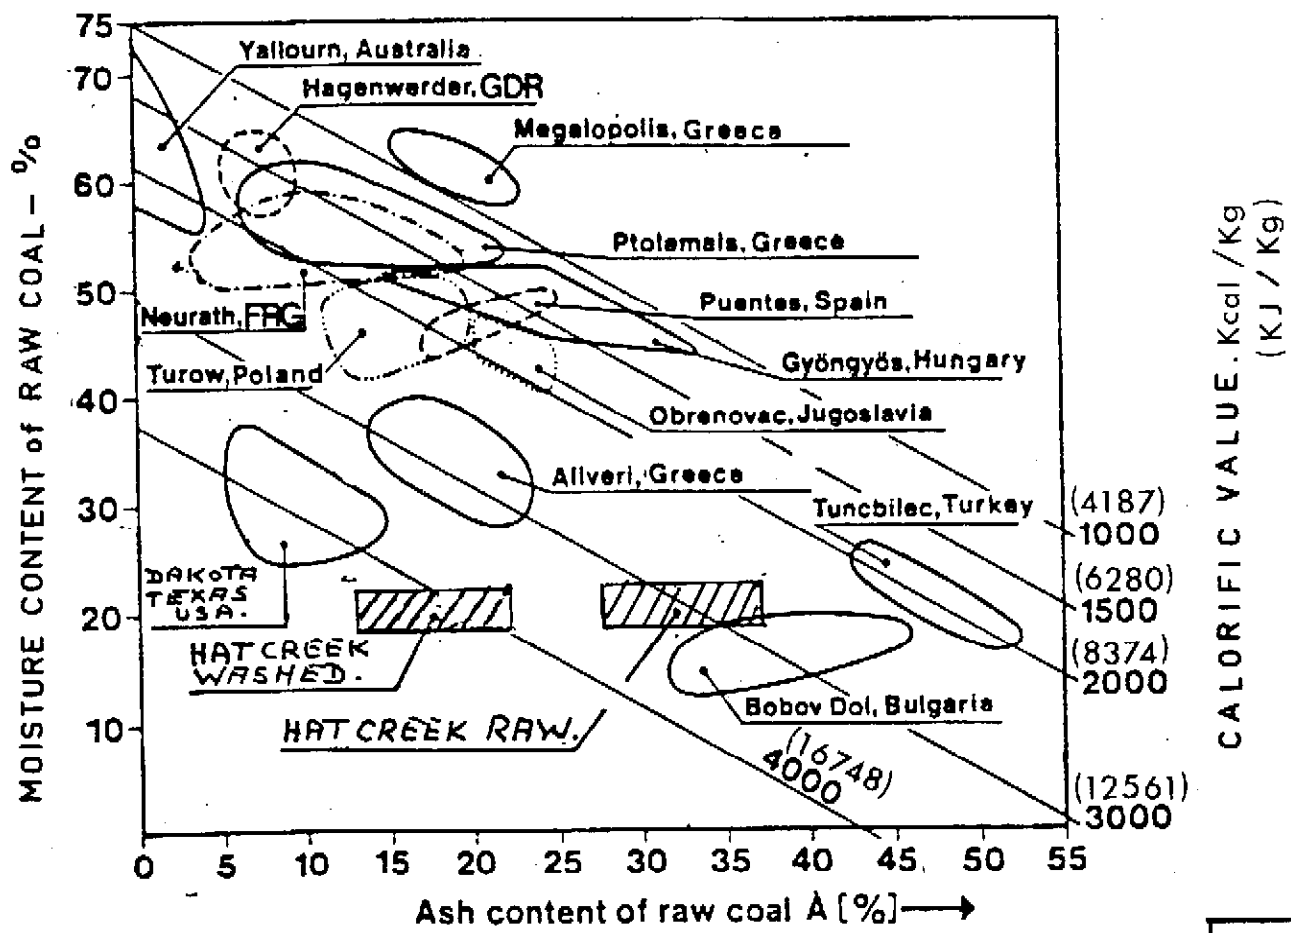 MOISTURE CONTENT of RAW COAL - %
75
70
60
50
40
30
20
10
Yallourn, Australia
Hagenwerder, GDR
Megalopolis, Greece
Ptolemais, Greece
Neurath, FRG
Puentes, Spain
Turow, Poland
Gyöngyös, Hungary
Obrenovac, Jugoslavia
Aliveri, Greece
Tuncbilec, Turkey
DAKOTA
TEXAS
USA.
HAT CREEK
WASHED.
HAT CREEK RAW.
Bobov Dol, Bulgaria
(4187)
1000
(6280)
1500
(8374)
2000
(12561)
3000
(16748)
4000
CALORIFIC VALUE. Kcal/Kg
(KJ / Kg)
0 5 10 15 20 25 30 35 40 45 50 55
Ash content of raw coal A [%]